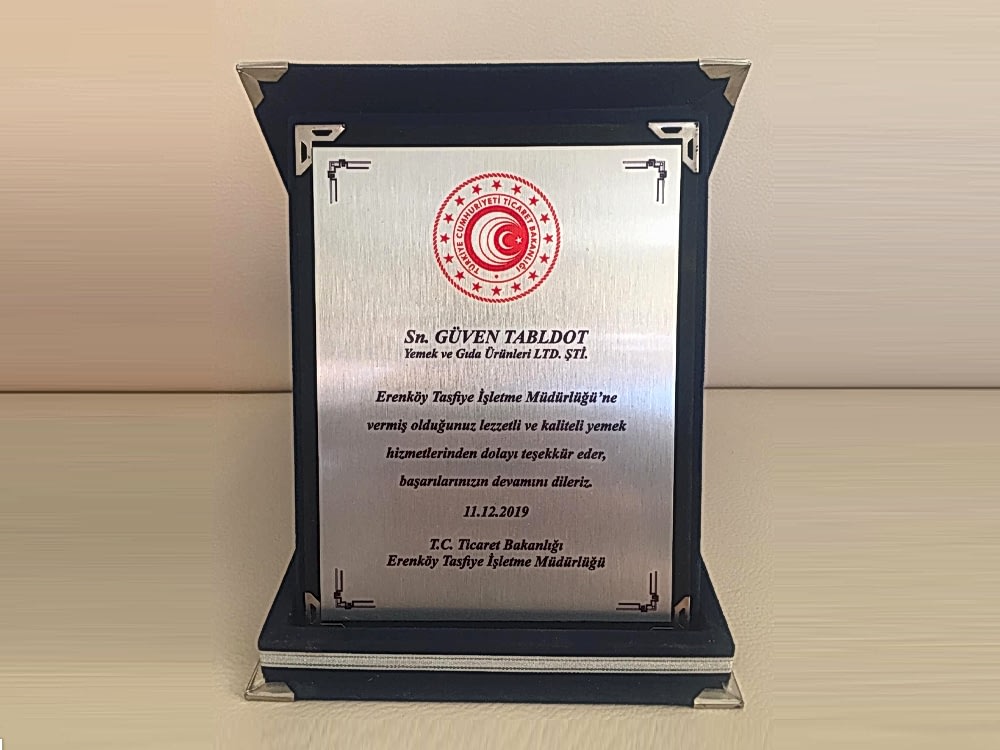 TÜRKİYE CUMHURİYETİ TİCARET BAKANLIĞI
Sn. GÜVEN TABLDOT
Yemek ve Gıda Ürünleri LTD. ŞTİ.
Erenköy Tasfiye İşletme Müdürlüğü'ne
vermiş olduğunuz lezzetli ve kaliteli yemek
hizmetlerinden dolayı teşekkür eder,
başarılarınızın devamını dileriz.
11.12.2019
T.C. Ticaret Bakanlığı
Erenköy Tasfiye İşletme Müdürlüğü